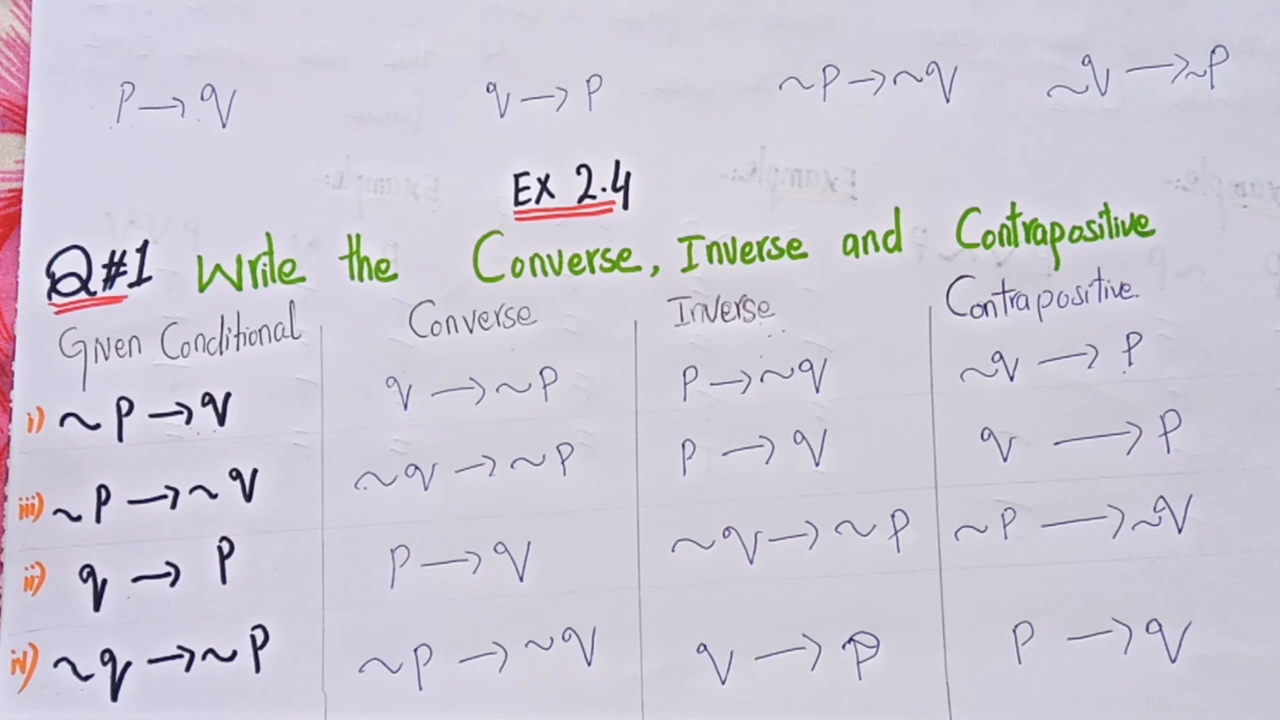 P → q q → P ~P → ~q ~q → ~P
Ex 2.4
Q#1 Write the Converse, Inverse and Contrapositive
Given Conditional Converse Inverse Contrapositive.
i) ~P → q q → ~P P → ~q ~q → P
iii) ~P → ~q ~q → ~P P → q q → P
ii) q → P P → q ~q → ~P ~P → ~q
iv) ~q → ~P ~P → ~q q → P P → q